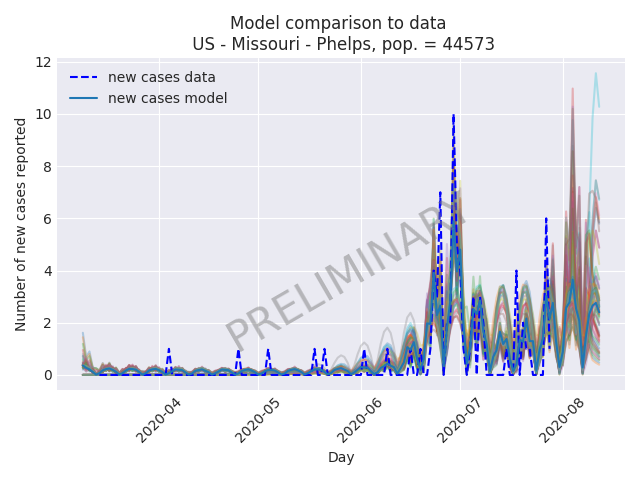 Model comparison to data
US - Missouri - Phelps, pop. = 44573
new cases data
new cases model
PRELIMINARY
Number of new cases reported
12
10
8
6
4
2
0
2020-04
2020-05
2020-06
2020-07
2020-08
Day